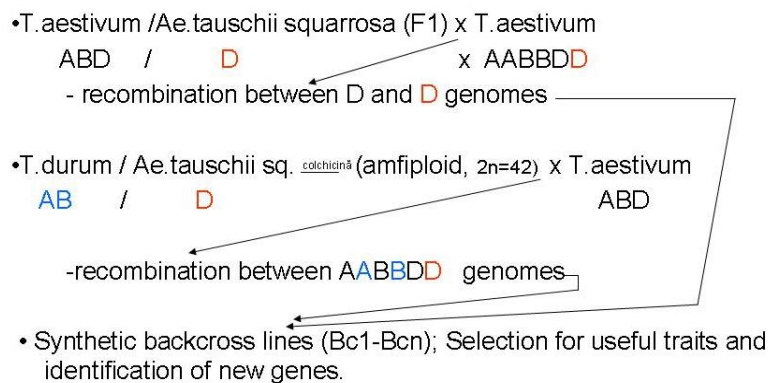 •T.aestivum /Ae.tauschii squarrosa (F1) x T.aestivum
ABD / D x AABBDD
- recombination between D and D genomes
•T.durum / Ae.tauschii sq. colchicină (amfiploid, 2n=42) x T.aestivum
AB / D ABD
-recombination between AABBDD genomes
• Synthetic backcross lines (Bc1-Bcn); Selection for useful traits and
identification of new genes.